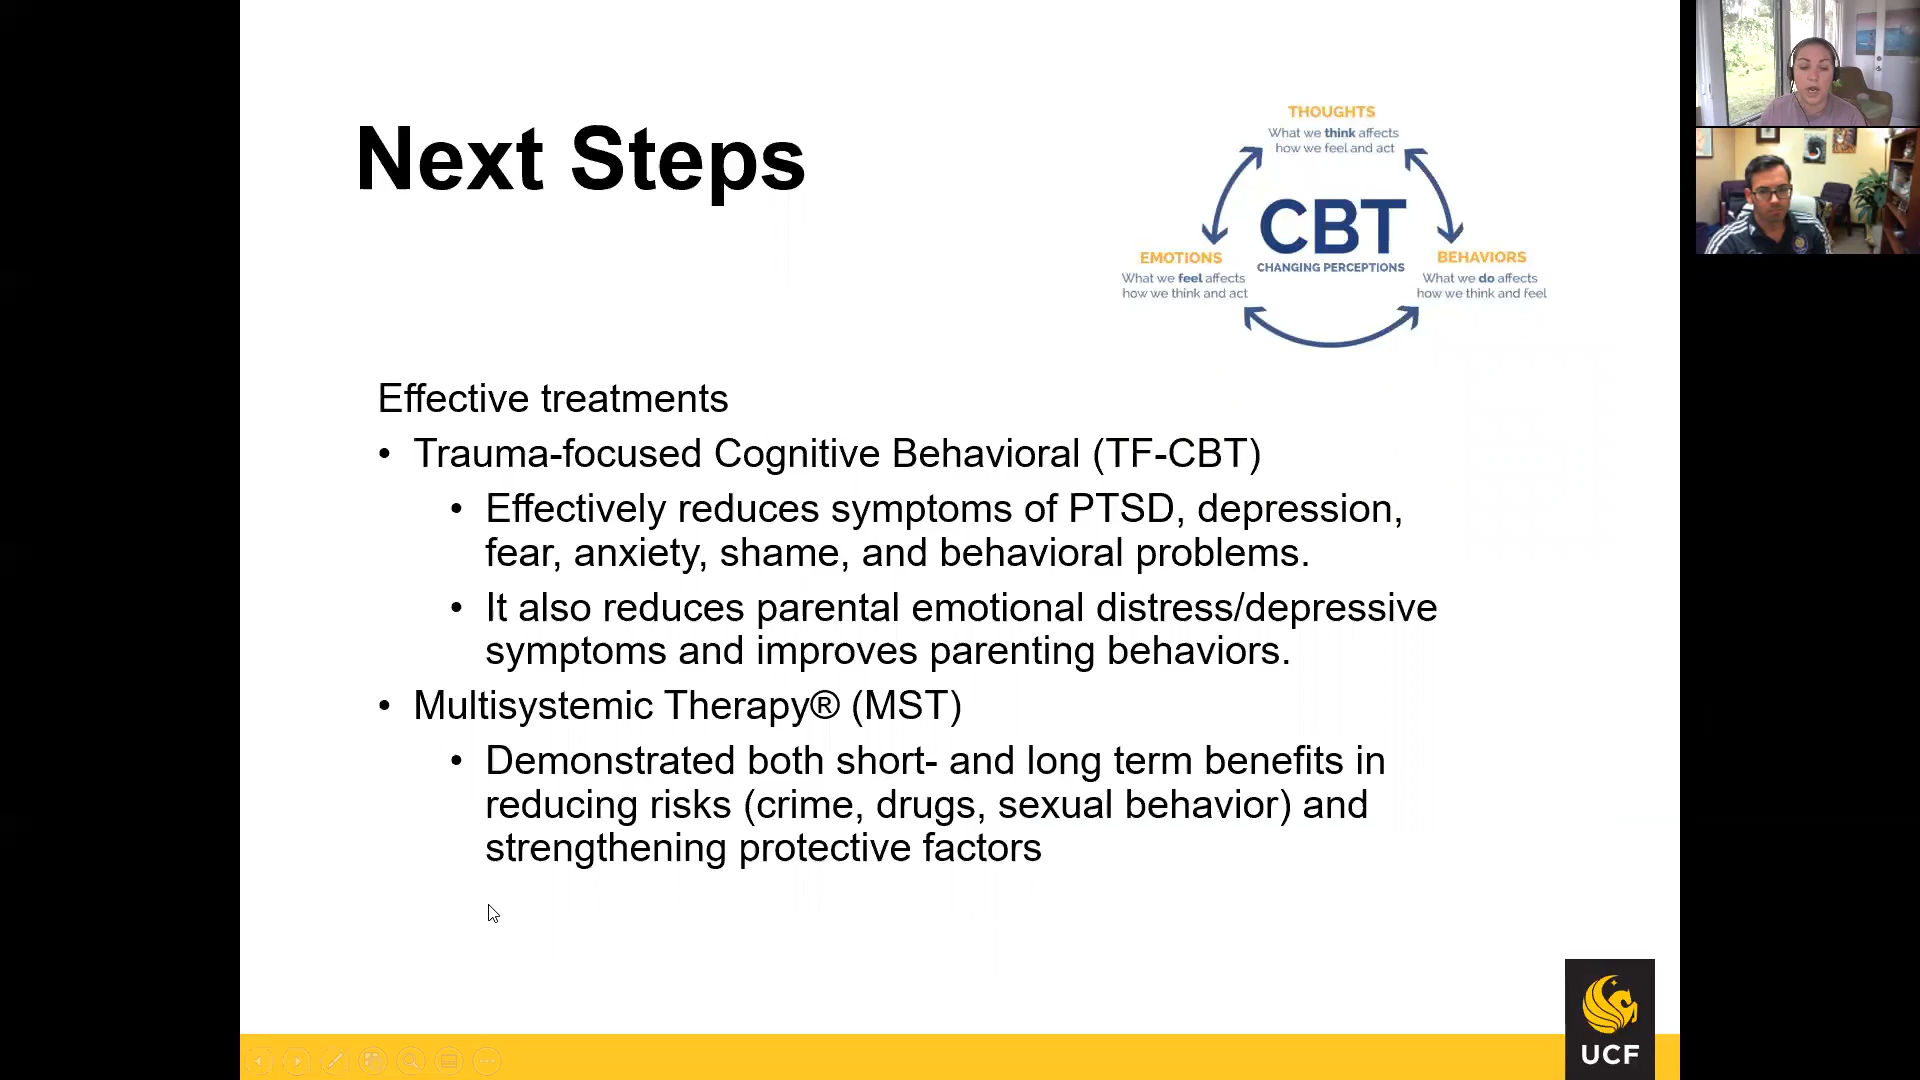 Next Steps
THOUGHTS
What we think affects
how we feel and act
CBT
CHANGING PERCEPTIONS
EMOTIONS
What we feel affects
how we think and act
BEHAVIORS
What we do affects
how we think and feel
Effective treatments
• Trauma-focused Cognitive Behavioral (TF-CBT)
• Effectively reduces symptoms of PTSD, depression,
fear, anxiety, shame, and behavioral problems.
• It also reduces parental emotional distress/depressive
symptoms and improves parenting behaviors.
• Multisystemic Therapy® (MST)
• Demonstrated both short- and long term benefits in
reducing risks (crime, drugs, sexual behavior) and
strengthening protective factors
UCF